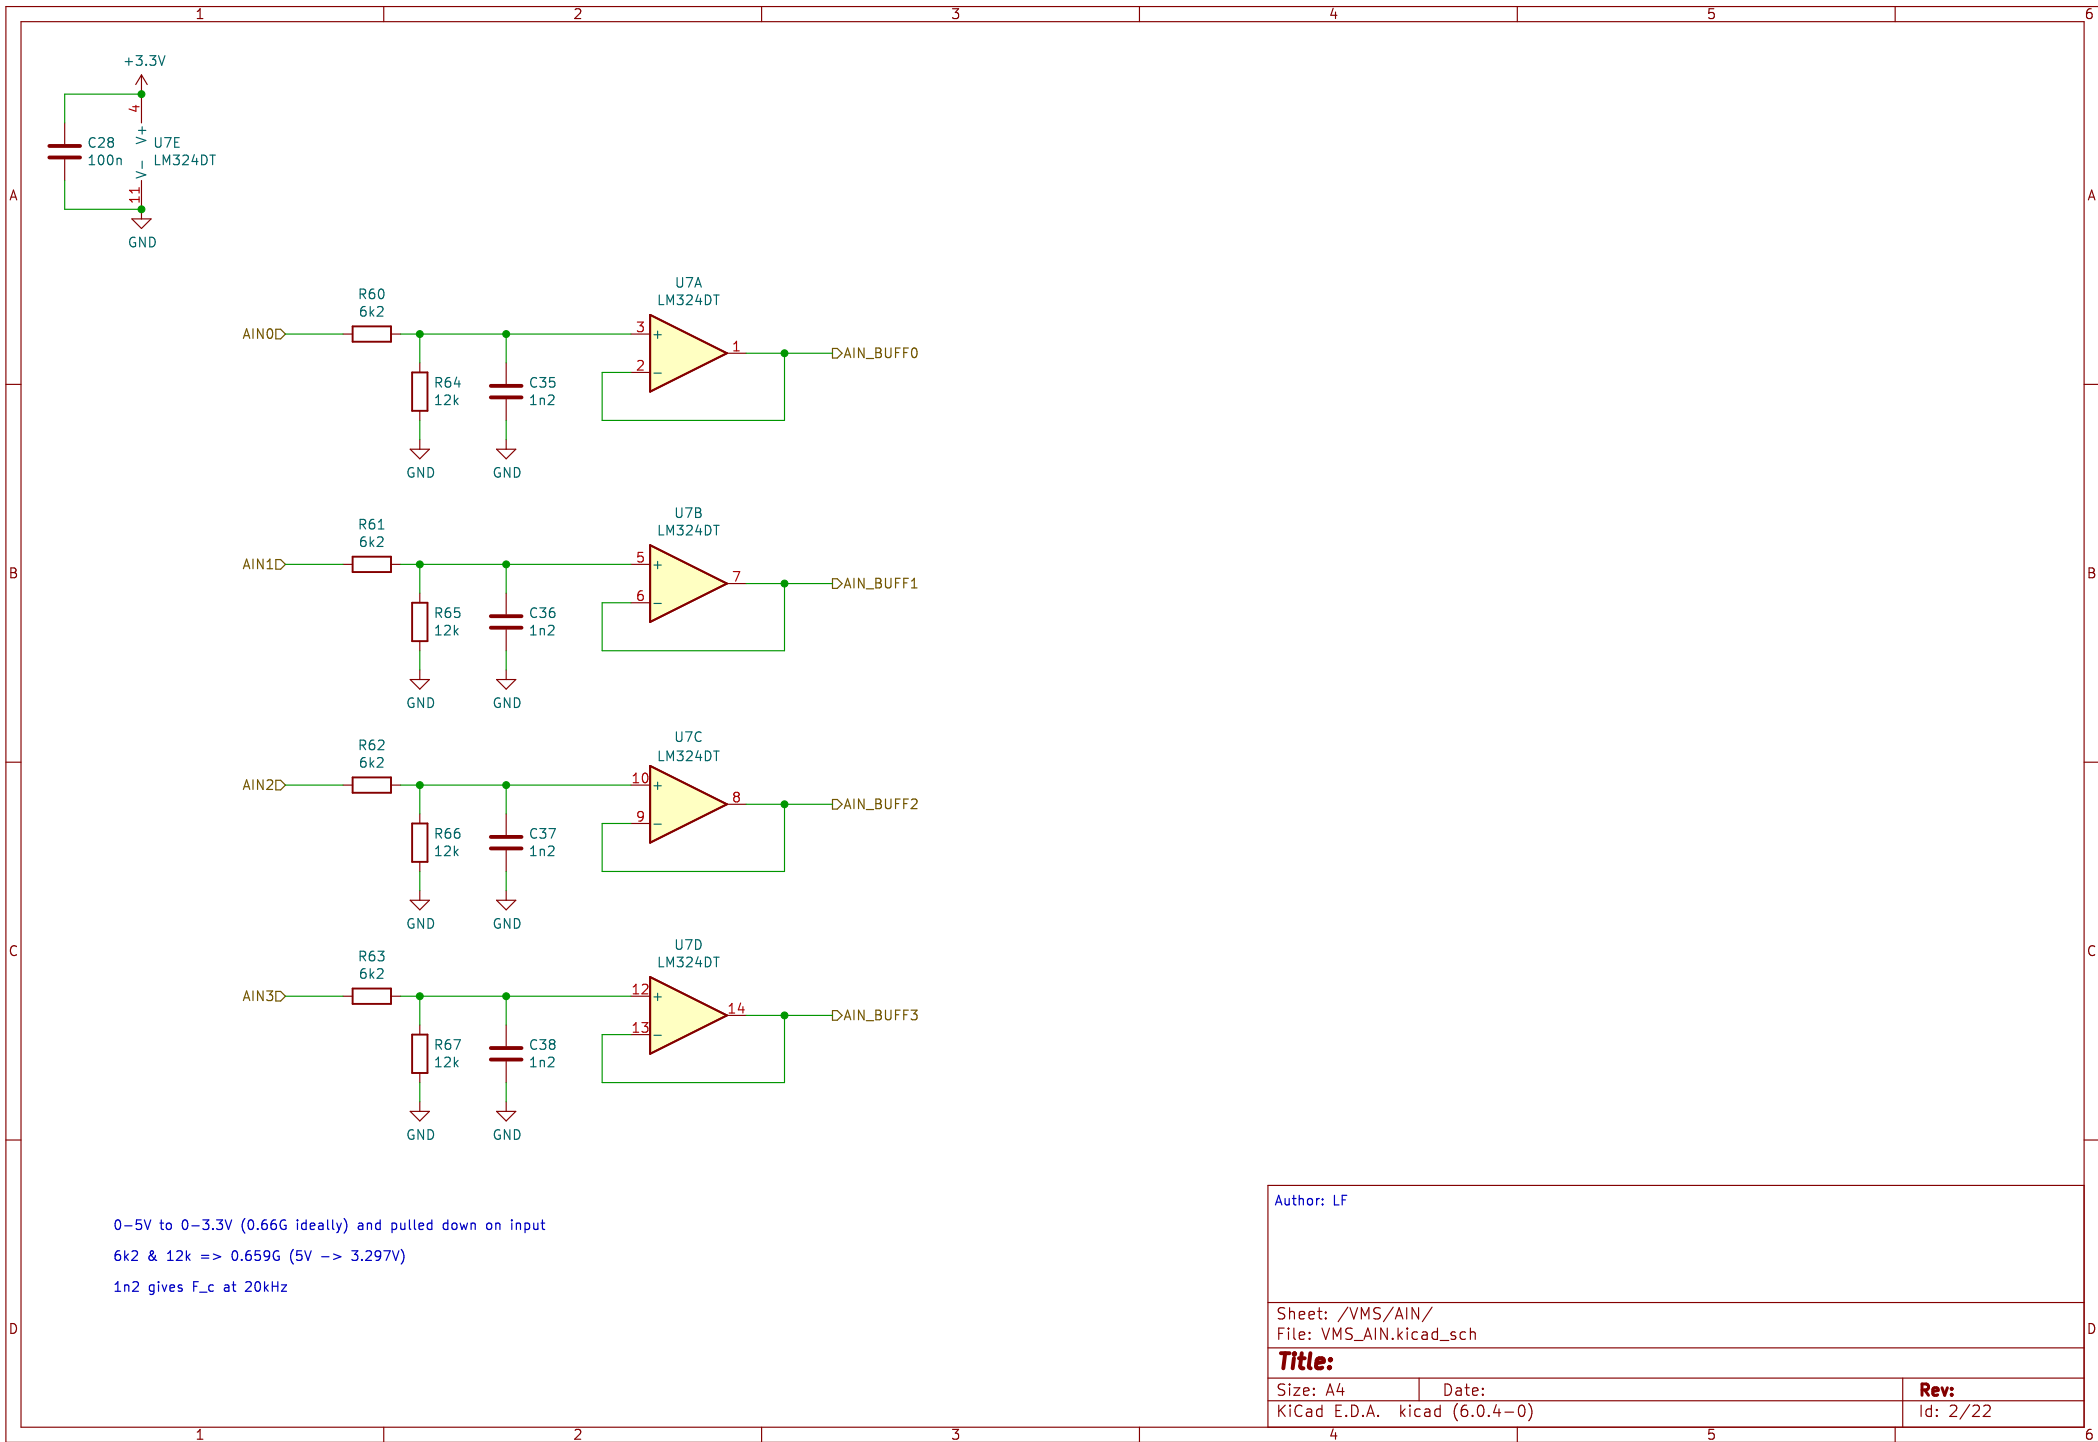 1 2 3 4 5 6
+3.3V
4
V+
C28
100n
U7E
LM324DT
V-
11
GND
A A
U7A
LM324DT
R60
6k2
AIN0
3
+
1
AIN_BUFF0
2
-
R64
12k
C35
1n2
GND GND
U7B
LM324DT
R61
6k2
AIN1
5
+
7
AIN_BUFF1
6
-
B B
R65
12k
C36
1n2
GND GND
U7C
LM324DT
R62
6k2
AIN2
10
+
8
AIN_BUFF2
9
-
R66
12k
C37
1n2
GND GND
U7D
LM324DT
C C
R63
6k2
AIN3
12
+
14
AIN_BUFF3
13
-
R67
12k
C38
1n2
GND GND
0-5V to 0-3.3V (0.66G ideally) and pulled down on input
6k2 & 12k => 0.659G (5V -> 3.297V)
1n2 gives F_c at 20kHz
Author: LF
Sheet: /VMS/AIN/
File: VMS_AIN.kicad_sch
D D
Title:
Size: A4 Date: Rev:
KiCad E.D.A. kicad (6.0.4-0) Id: 2/22
1 2 3 4 5 6